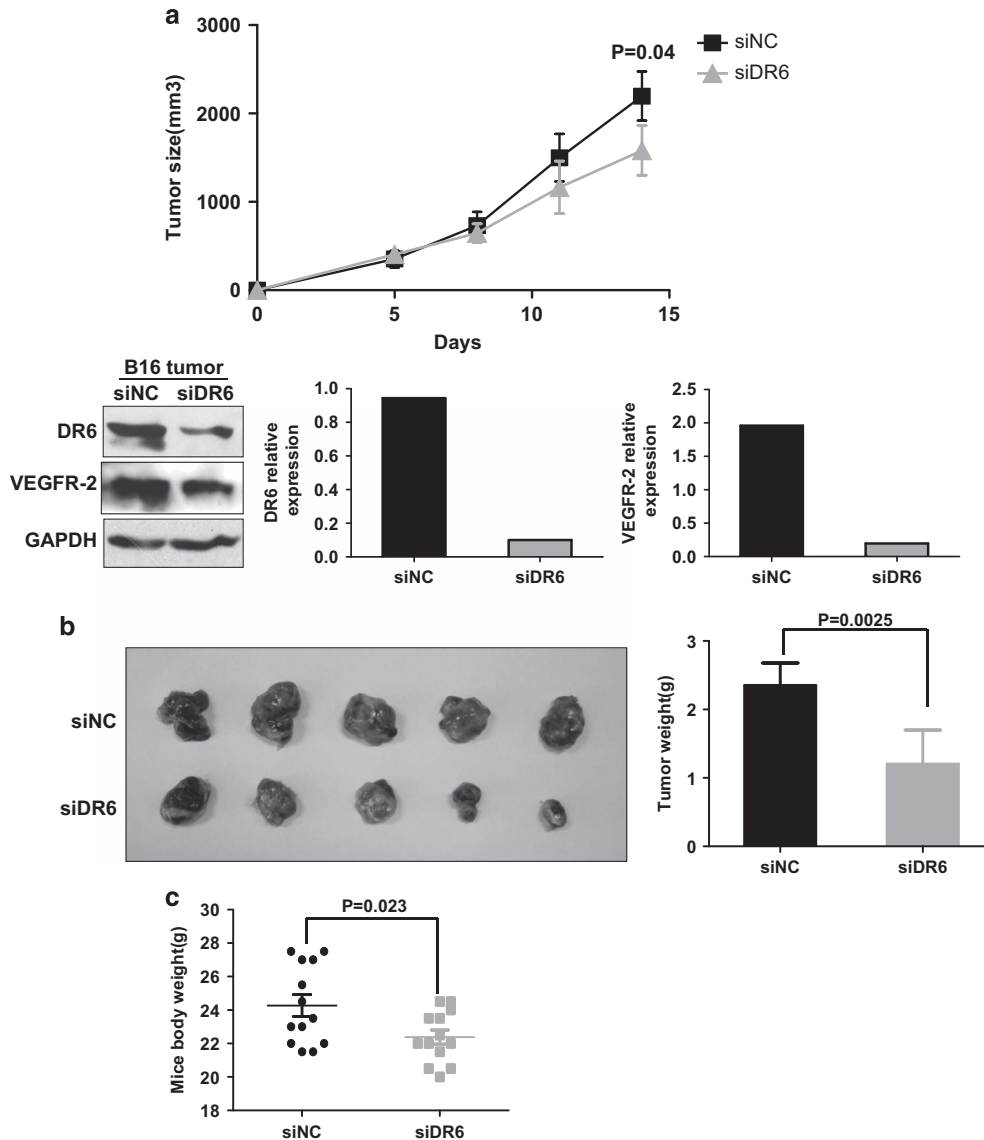 a
3000
2000
1000
0
Tumor size(mm3)
P=0.04
siNC
siDR6
0 5 10 15
Days
B16 tumor
siNC siDR6
DR6
VEGFR-2
GAPDH
DR6 relative
expression
1.0
0.8
0.6
0.4
0.2
0.0
siNC siDR6
VEGFR-2 relative
expression
2.5
2.0
1.5
1.0
0.5
0.0
siNC siDR6
b
siNC
siDR6
P=0.0025
Tumor weight(g)
3
2
1
0
siNC siDR6
c
P=0.023
Mice body weight(g)
30
28
26
24
22
20
18
siNC siDR6